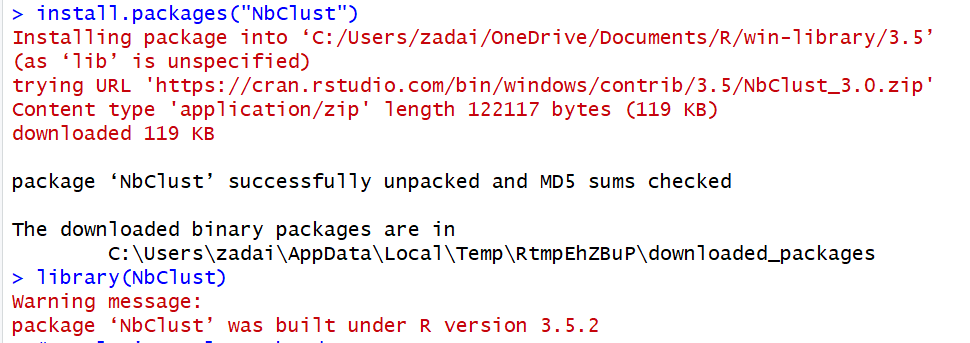 > install.packages("NbClust")
Installing package into ‘C:/Users/zadai/OneDrive/Documents/R/win-library/3.5’
(as ‘lib’ is unspecified)
trying URL 'https://cran.rstudio.com/bin/windows/contrib/3.5/NbClust_3.0.zip'
Content type 'application/zip' length 122117 bytes (119 KB)
downloaded 119 KB
package ‘NbClust’ successfully unpacked and MD5 sums checked
The downloaded binary packages are in
C:\Users\zadai\AppData\Local\Temp\RtmpEhZBuP\downloaded_packages
> library(NbClust)
Warning message:
package ‘NbClust’ was built under R version 3.5.2